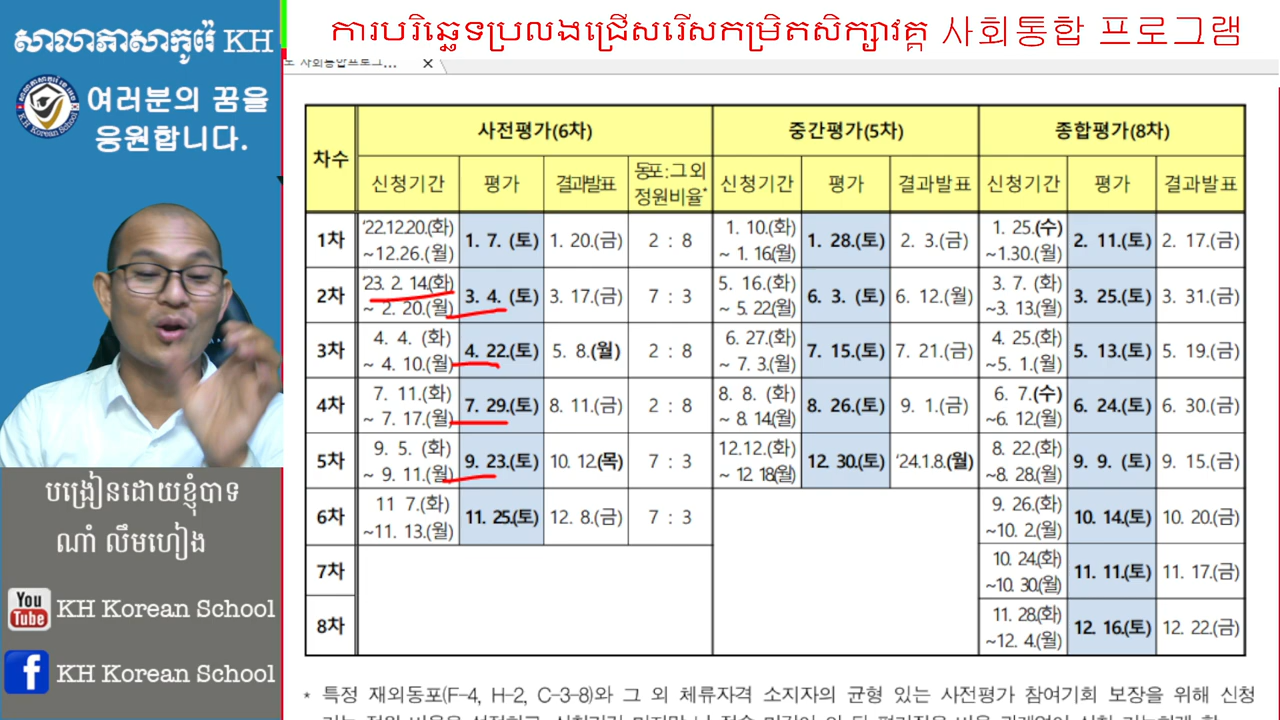 សាលាភាសាកូរ៉េ KH
여러분의 꿈을
응원합니다.
ការបរិច្ឆេទប្រលងជ្រើសរើសកម្រិតសិក្សាវគ្គ 사회통합 프로그램
사회통합프로그... ×
차수 사전평가(6차) 중간평가(5차) 종합평가(8차)
신청기간 평가 결과발표 동포:그 외 정원비율* 신청기간 평가 결과발표 신청기간 평가 결과발표
1차 '22.12.20.(화) ~12.26.(월) 1. 7. (토) 1. 20.(금) 2 : 8 1. 10.(화) ~ 1. 16.(월) 1. 28.(토) 2. 3.(금) 1. 25.(수) ~1.30.(월) 2. 11.(토) 2. 17.(금)
2차 '23. 2. 14.(화) ~ 2. 20.(월) 3. 4. (토) 3. 17.(금) 7 : 3 5. 16.(화) ~ 5. 22(월) 6. 3. (토) 6. 12.(월) 3. 7. (화) ~3. 13(월) 3. 25(토) 3. 31.(금)
3차 4. 4. (화) ~ 4. 10.(월) 4. 22.(토) 5. 8.(월) 2 : 8 6. 27(화) ~ 7. 3.(월) 7. 15(토) 7. 21.(금) 4. 25(화) ~5. 1.(월) 5. 13(토) 5. 19.(금)
4차 7. 11.(화) ~ 7. 17.(월) 7. 29.(토) 8. 11.(금) 2 : 8 8. 8. (화) ~ 8. 14(월) 8. 26.(토) 9. 1.(금) 6. 7.(수) ~6. 12(월) 6. 24.(토) 6. 30.(금)
5차 9. 5. (화) ~ 9. 11.(월) 9. 23.(토) 10. 12.(목) 7 : 3 12.12.(화) ~ 12 18(월) 12. 30.(토) '24.1.8.(월) 8. 22(화) ~8. 28.(월) 9. 9. (토) 9. 15.(금)
6차 11 7.(화) ~11. 13.(월) 11. 25.(토) 12. 8.(금) 7 : 3 9. 26(화) ~10. 2.(월) 10. 14.(토) 10. 20.(금)
7차 10. 24(화) ~10. 30(월) 11. 11.(토) 11. 17.(금)
8차 11. 28(화) ~12. 4.(월) 12. 16.(토) 12. 22.(금)
* 특정 재외동포(F-4, H-2, C-3-8)와 그 외 체류자격 소지자의 균형 있는 사전평가 참여기회 보장을 위해 신청
បង្រៀនដោយខ្ញុំបាទ
ណាំ លឹមហៀង
You Tube KH Korean School
f KH Korean School